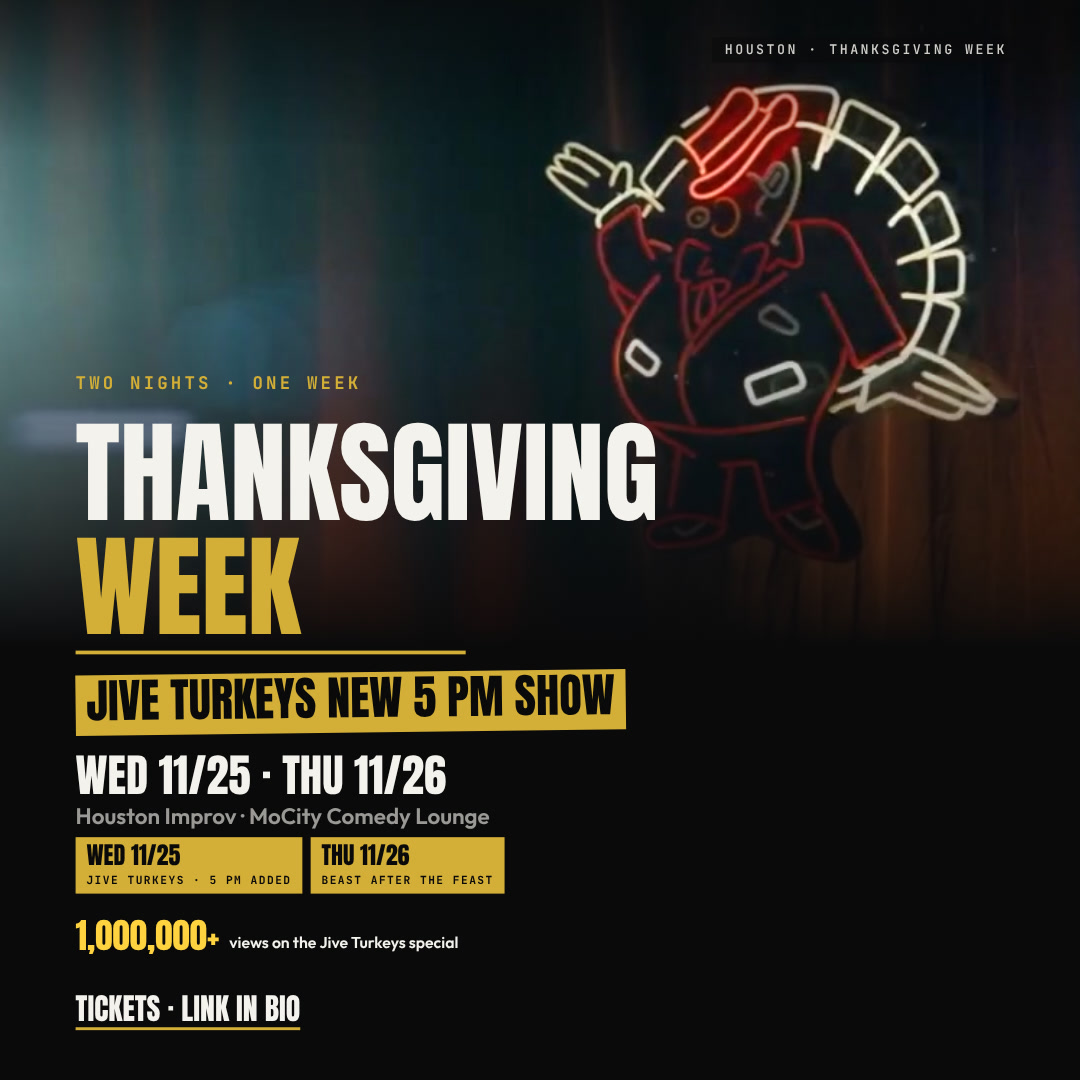 HOUSTON · THANKSGIVING WEEK
TWO NIGHTS · ONE WEEK
THANKSGIVING
WEEK
JIVE TURKEYS NEW 5 PM SHOW
WED 11/25 · THU 11/26
Houston Improv · MoCity Comedy Lounge
WED 11/25
JIVE TURKEYS · 5 PM ADDED
THU 11/26
BEAST AFTER THE FEAST
1,000,000+ views on the Jive Turkeys special
TICKETS · LINK IN BIO